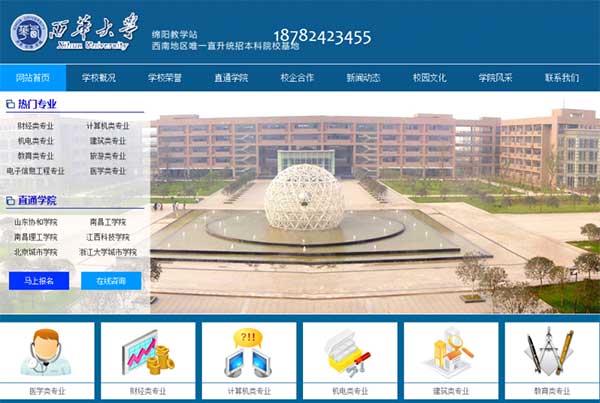 西华大学
Xihua University
绵阳教学站
西南地区唯一直升统招本科院校基地
18782423455
网站首页 学校概况 学校荣誉 直通学院 校企合作 新闻动态 校园文化 学院风采 联系我们
热门专业
财经类专业 计算机类专业
机电类专业 建筑类专业
教育类专业 旅游类专业
电子信息工程专业 医学类专业
直通学院
山东协和学院 南昌工学院
南昌理工学院 江西科技学院
北京城市学院 浙江大学城市学院
马上报名 在线咨询
?!!
医学类专业 财经类专业 计算机类专业 机电类专业 建筑类专业 教育类专业